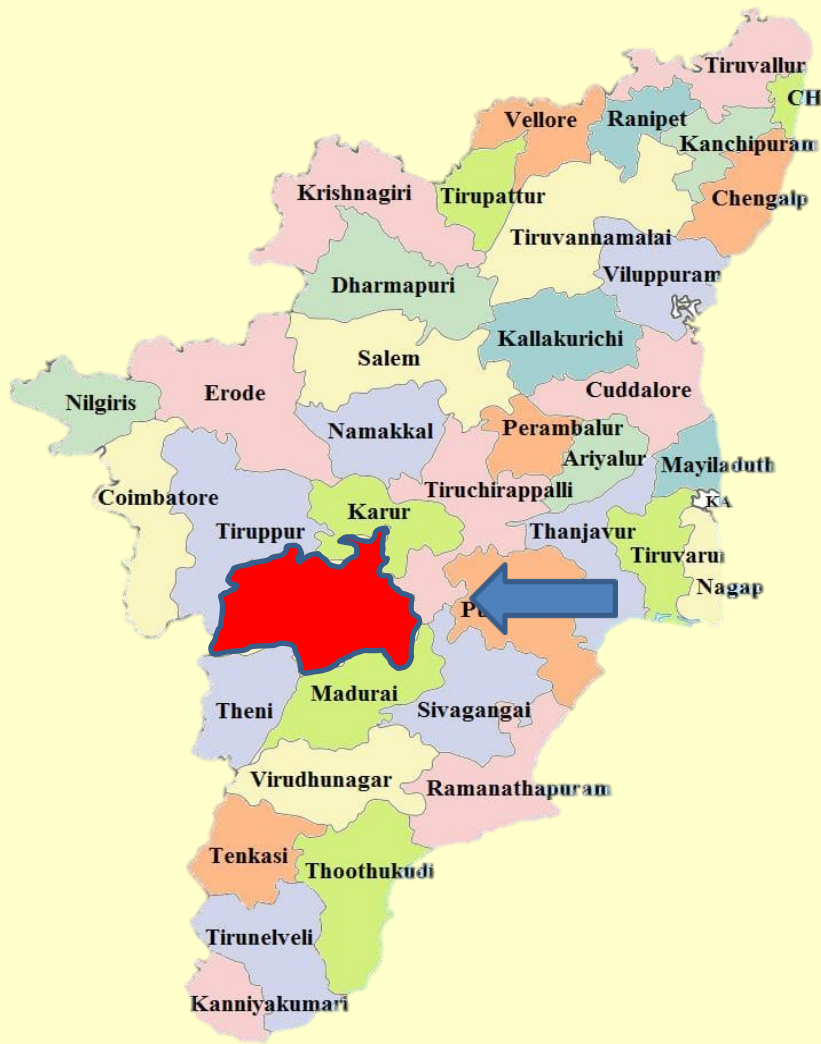 Tiruvallur
CH
Vellore
Ranipet
Kanchipuram
Krishnagiri
Tirupattur
Chengalp
Tiruvannamalai
Viluppuram
Dharmapuri
Kallakurichi
Salem
Cuddalore
Erode
Nilgiris
Namakkal
Perambalur
Ariyalur
Mayiladuth
Tiruchirappalli
Coimbatore
KA
Karur
Tiruppur
Thanjavur
Tiruvaru
Nagap
Madurai
Theni
Sivagangai
Virudhunagar
Ramanathapuram
Tenkasi
Thoothukudi
Tirunelveli
Kanniyakumari